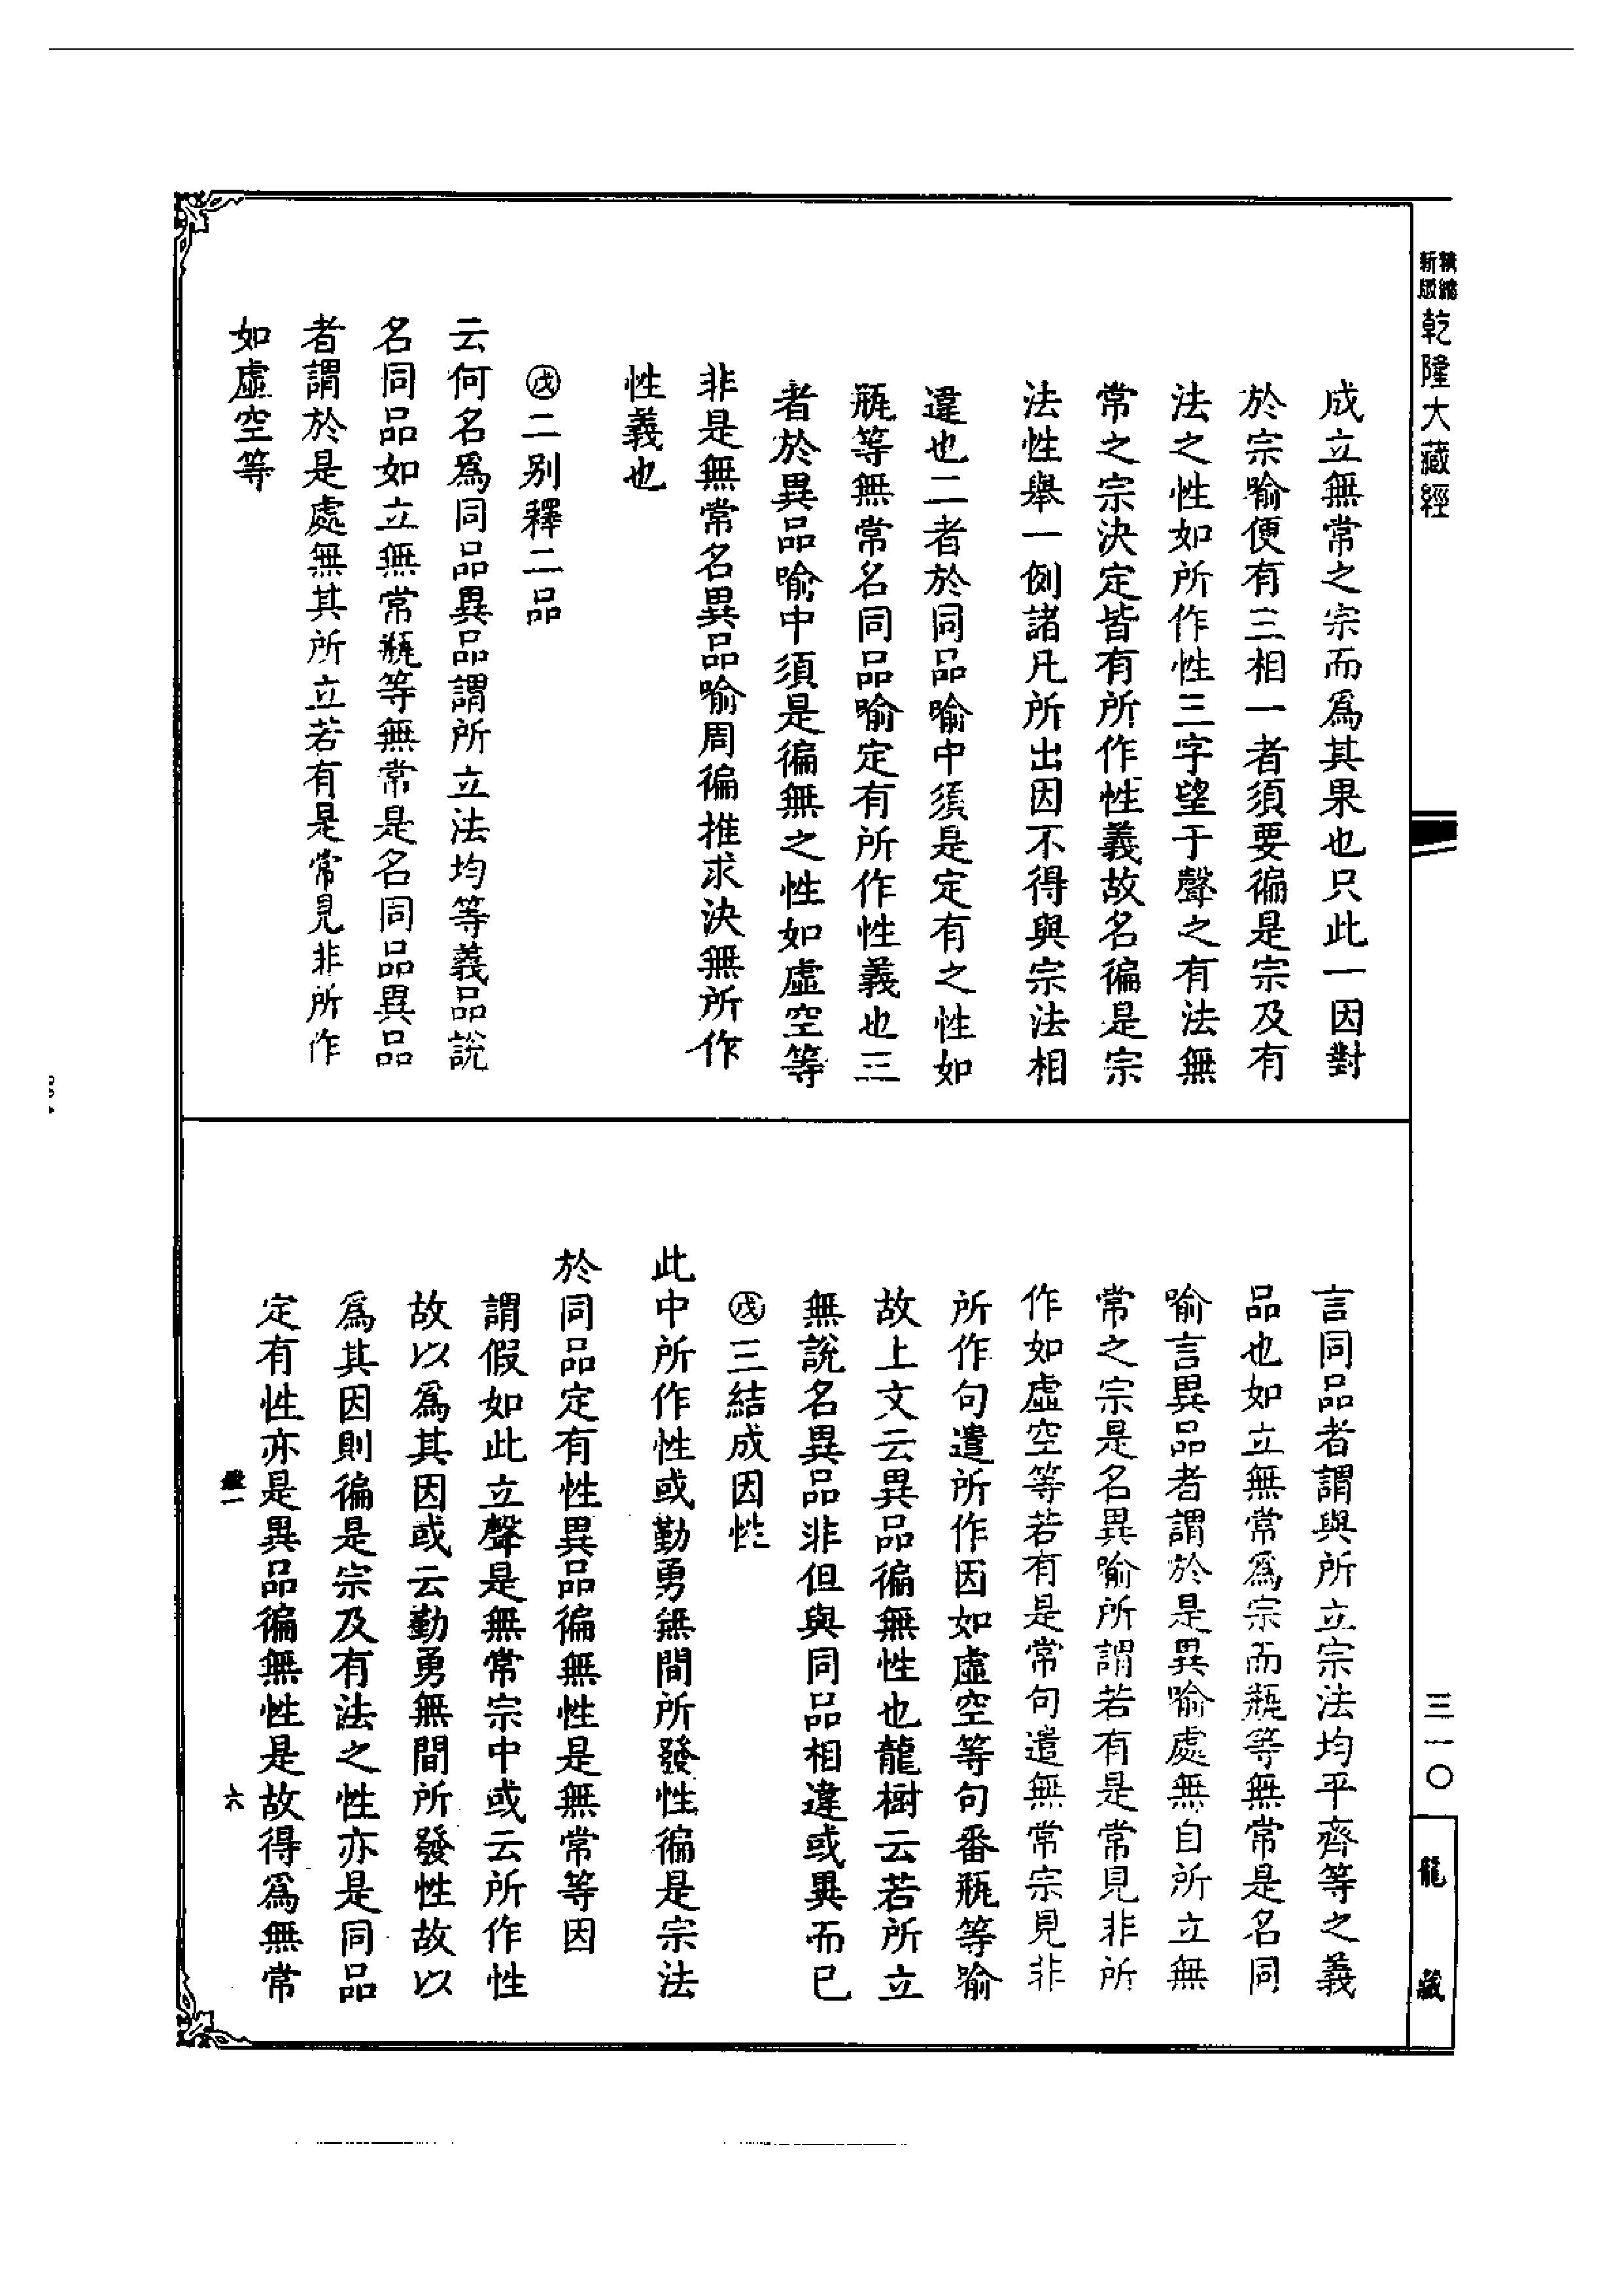 精縮
新版
乾隆大藏經
成立無常之宗而爲其果也只此一因對
於宗喻便有三相一者須要徧是宗及有
法之性如所作性三字望于聲之有法無
常之宗決定皆有所作性義故名徧是宗
法性舉一例諸凡所出因不得與宗法相
違也二者於同品喻中須是定有之性如
瓶等無常名同品喻定有所作性義也三
者於異品喻中須是徧無之性如虛空等
非是無常名異品喻周徧推求決無所作
性義也
㊅二別釋二品
云何名爲同品異品謂所立法均等義品說
名同品如立無常瓶等無常是名同品異品
者謂於是處無其所立若有是常見非所作
如虛空等
三一〇
龍藏
言同品者謂與所立宗法均平齊等之義
品也如立無常爲宗而瓶等無常是名同
喻言異品者謂於是異喻處無自所立無
常之宗是名異喻所謂若有是常見非所
作如虛空等若有是常句遣無常宗見非
所作句遣所作因如虛空等句番瓶等喻
故上文云異品徧無性也龍樹云若所立
無說名異品非但與同品相違或異而已
戊三結成因性
此中所作性或勤勇無間所發性徧是宗法
於同品定有性異品徧無性是無常等因
謂假如此立聲是無常宗中或云所作性
故以爲其因或云勤勇無間所發性故以
爲其因則徧是宗及有法之性亦是同品
定有性亦是異品徧無性是故得爲無常
六